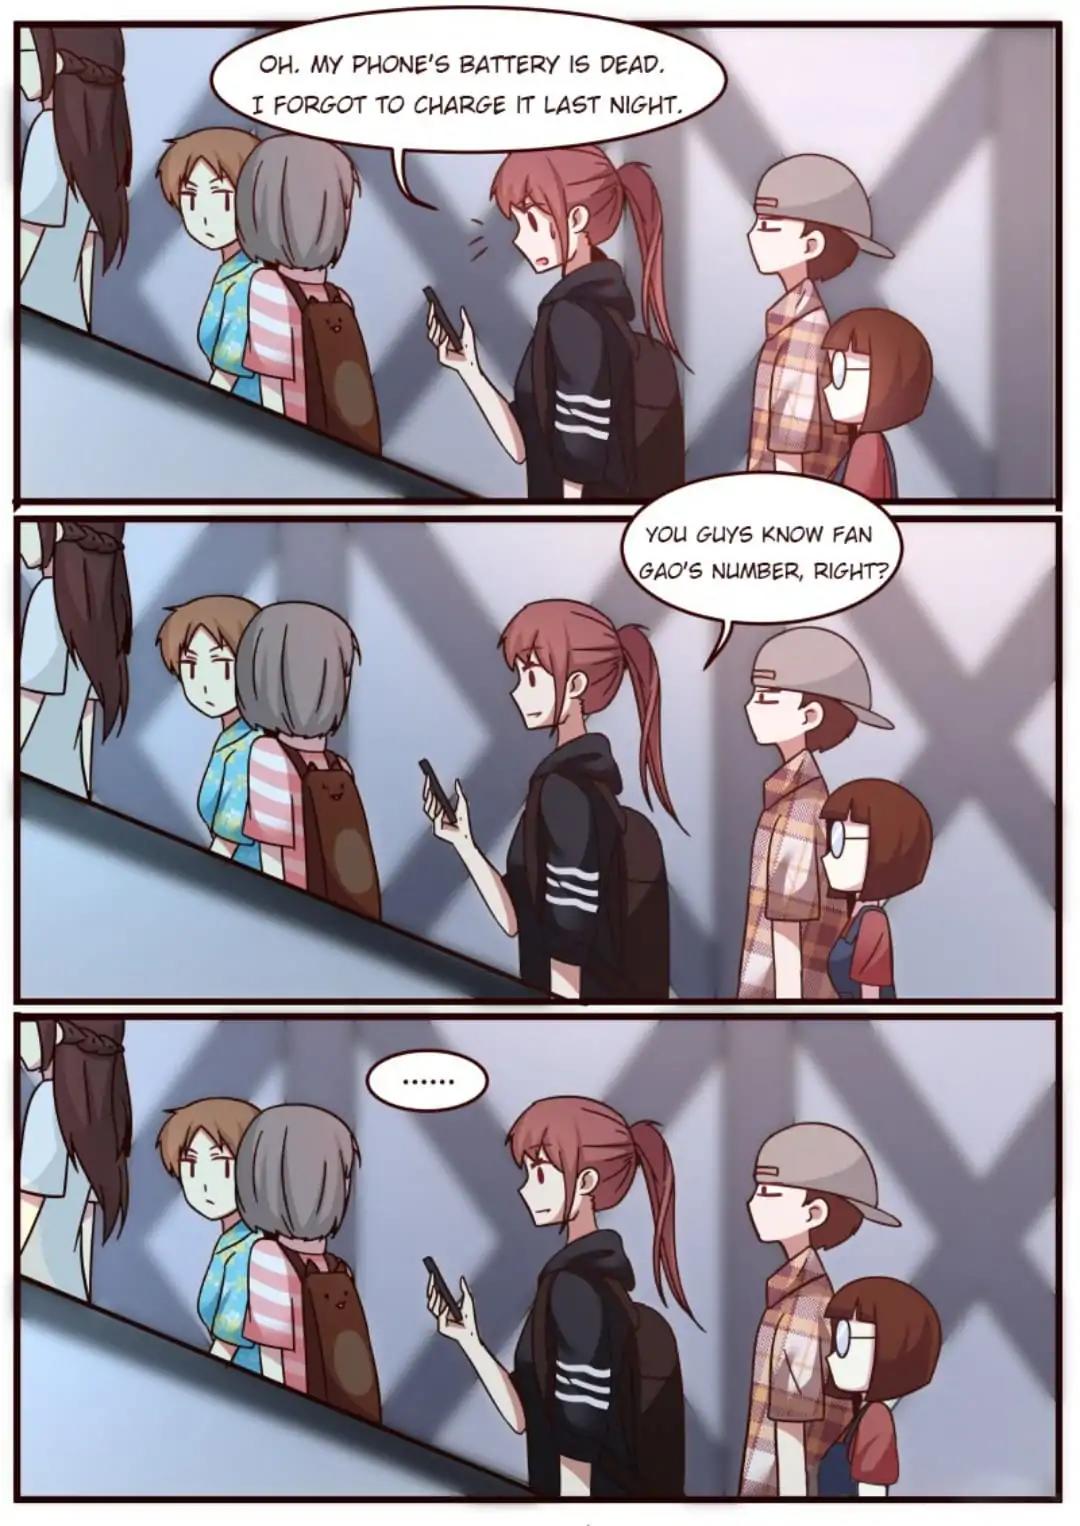 OH. MY PHONE'S BATTERY IS DEAD.
I FORGOT TO CHARGE IT LAST NIGHT.
YOU GUYS KNOW FAN
GAO'S NUMBER, RIGHT?
......